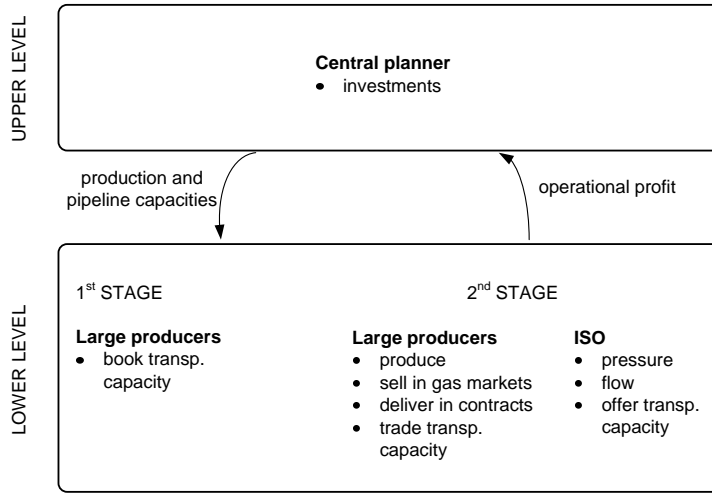 UPPER LEVEL
Central planner
• investments
production and
pipeline capacities
operational profit
LOWER LEVEL
1st STAGE
Large producers
• book transp.
capacity
2nd STAGE
Large producers
• produce
• sell in gas markets
• deliver in contracts
• trade transp.
capacity
ISO
• pressure
• flow
• offer transp.
capacity